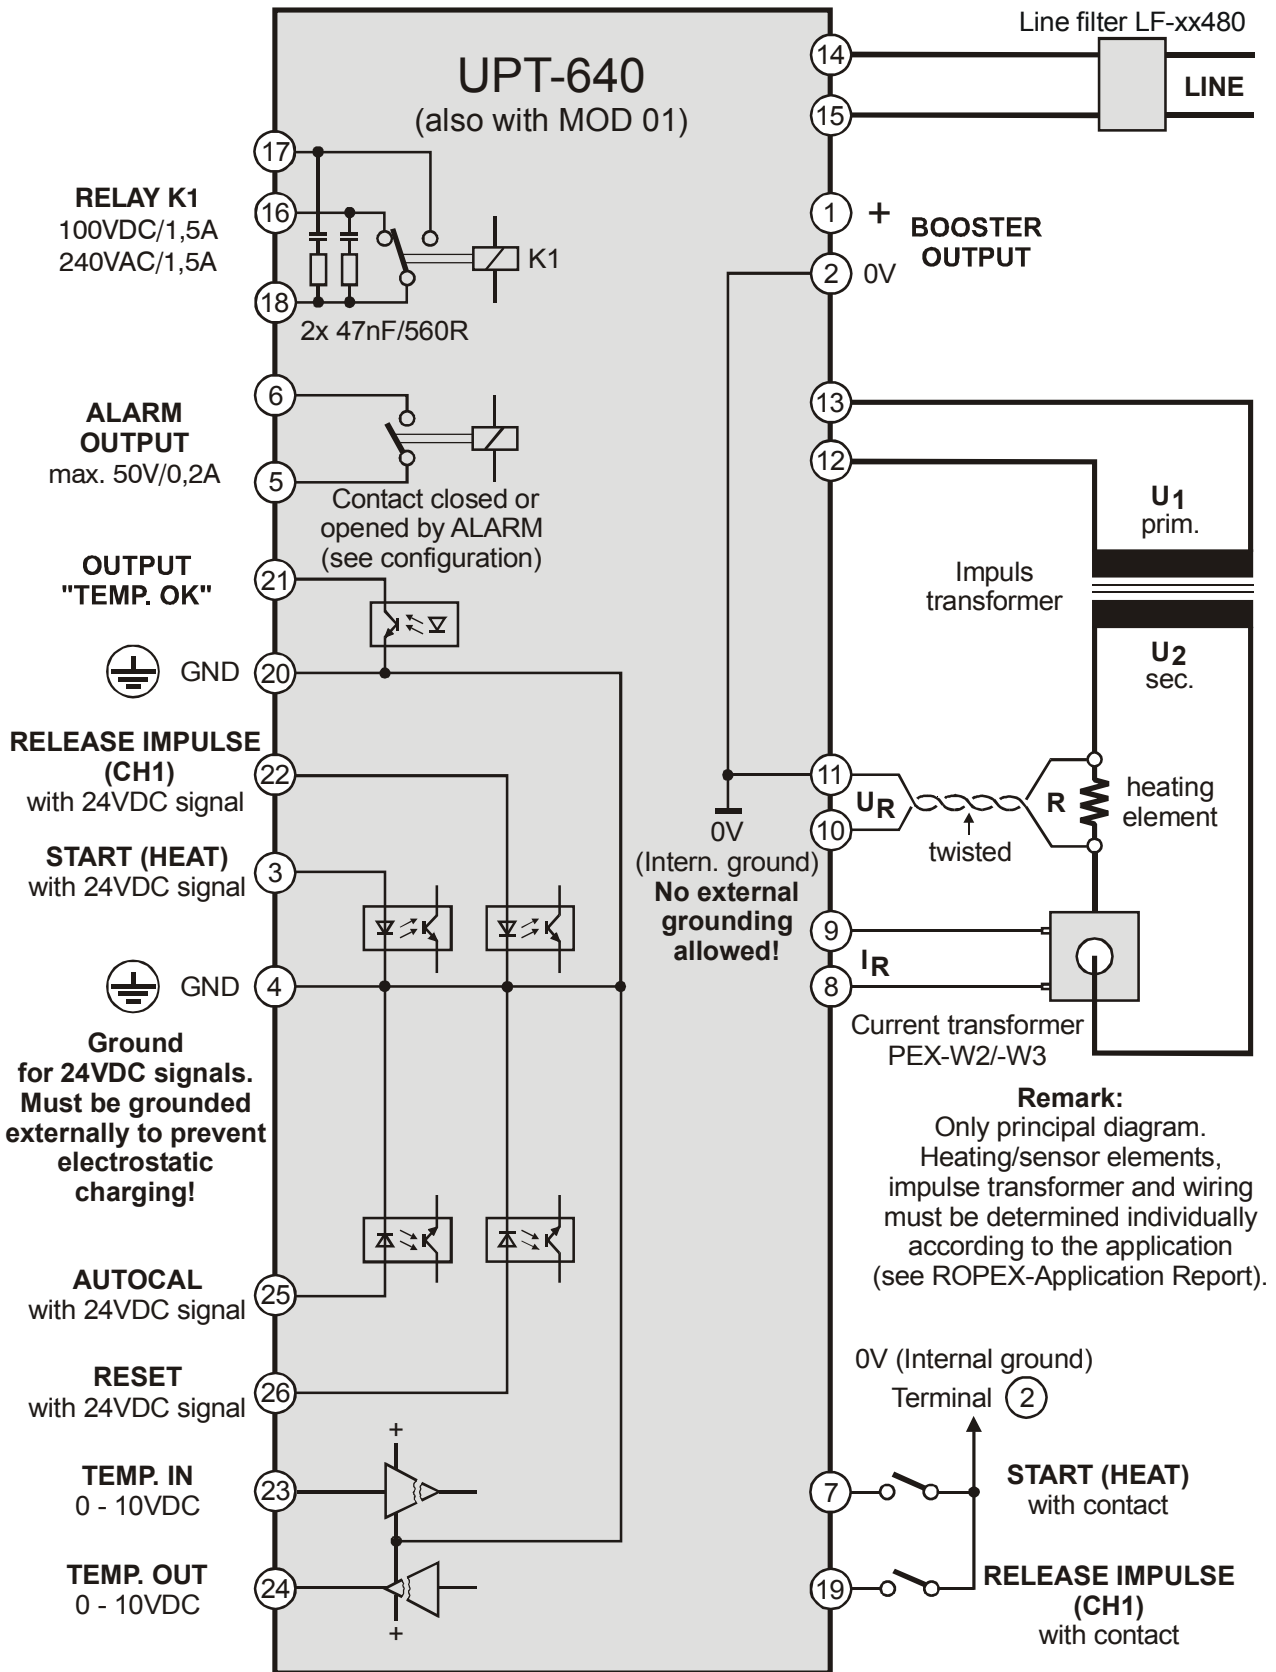 UPT-640
(also with MOD 01)
17
RELAY K1
100VDC/1,5A
240VAC/1,5A
16
K1
18
2x 47nF/560R
6
ALARM
OUTPUT
max. 50V/0,2A
5
Contact closed or
opened by ALARM
(see configuration)
OUTPUT
"TEMP. OK"
21
GND
20
RELEASE IMPULSE
(CH1)
with 24VDC signal
22
START (HEAT)
with 24VDC signal
3
GND
4
Ground
for 24VDC signals.
Must be grounded
externally to prevent
electrostatic
charging!
AUTOCAL
with 24VDC signal
25
RESET
with 24VDC signal
26
+
TEMP. IN
0 - 10VDC
23
TEMP. OUT
0 - 10VDC
24
+
Line filter LF-xx480
14
LINE
15
1
+
BOOSTER
OUTPUT
2
0V
13
12
U1
prim.
Impuls
transformer
U2
sec.
11
UR
10
twisted
R
heating
element
0V
(Intern. ground)
No external
grounding
allowed!
9
IR
8
Current transformer
PEX-W2/-W3
Remark:
Only principal diagram.
Heating/sensor elements,
impulse transformer and wiring
must be determined individually
according to the application
(see ROPEX-Application Report).
0V (Internal ground)
Terminal 2
7
START (HEAT)
with contact
19
RELEASE IMPULSE
(CH1)
with contact